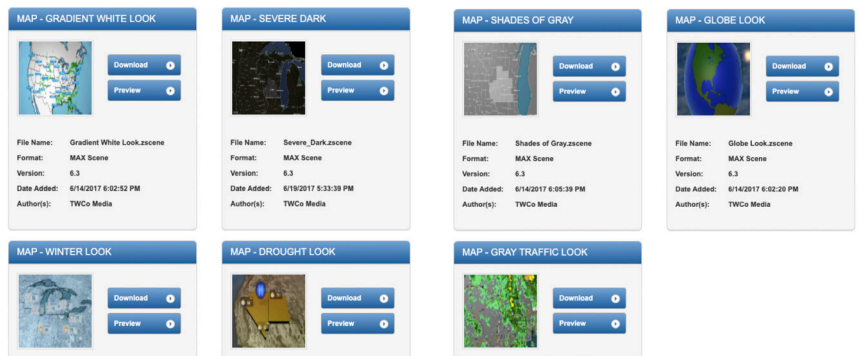 MAP - GRADIENT WHITE LOOK
Download
Preview
File Name: Gradient White Look.zscene
Format: MAX Scene
Version: 6.3
Date Added: 6/14/2017 6:02:52 PM
Author(s): TWCo Media
MAP - SEVERE DARK
Download
Preview
File Name: Severe_Dark.zscene
Format: MAX Scene
Version: 6.3
Date Added: 6/19/2017 5:33:39 PM
Author(s): TWCo Media
MAP - SHADES OF GRAY
Download
Preview
File Name: Shades of Gray.zscene
Format: MAX Scene
Version: 6.3
Date Added: 6/14/2017 6:05:39 PM
Author(s): TWCo Media
MAP - GLOBE LOOK
Download
Preview
File Name: Globe Look.zscene
Format: MAX Scene
Version: 6.3
Date Added: 6/14/2017 6:02:20 PM
Author(s): TWCo Media
MAP - WINTER LOOK
Download
Preview
MAP - DROUGHT LOOK
Download
Preview
MAP - GRAY TRAFFIC LOOK
Download
Preview